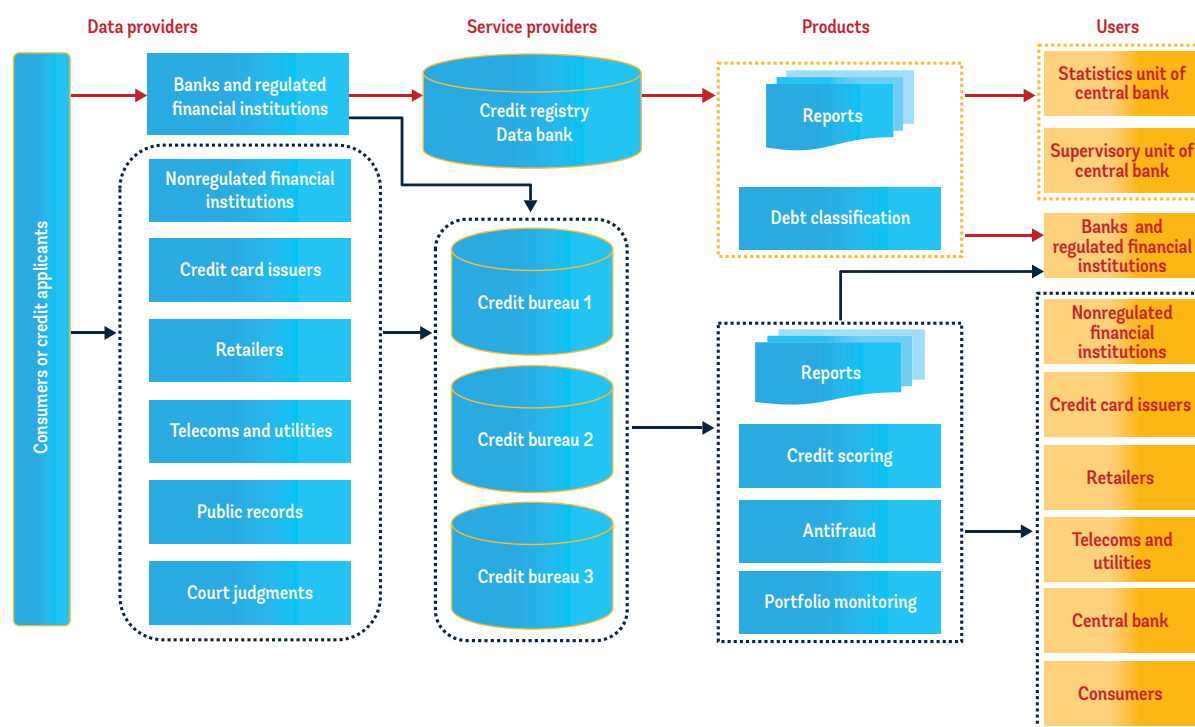 Data providers
Service providers
Products
Users
Consumers or credit applicants
Banks and regulated
financial institutions
Nonregulated financial
institutions
Credit card issuers
Retailers
Telecoms and utilities
Public records
Court judgments
Credit registry
Data bank
Credit bureau 1
Credit bureau 2
Credit bureau 3
Reports
Debt classification
Reports
Credit scoring
Antifraud
Portfolio monitoring
Statistics unit of
central bank
Supervisory unit of
central bank
Banks and
regulated financial
institutions
Nonregulated
financial
institutions
Credit card issuers
Retailers
Telecoms and
utilities
Central bank
Consumers